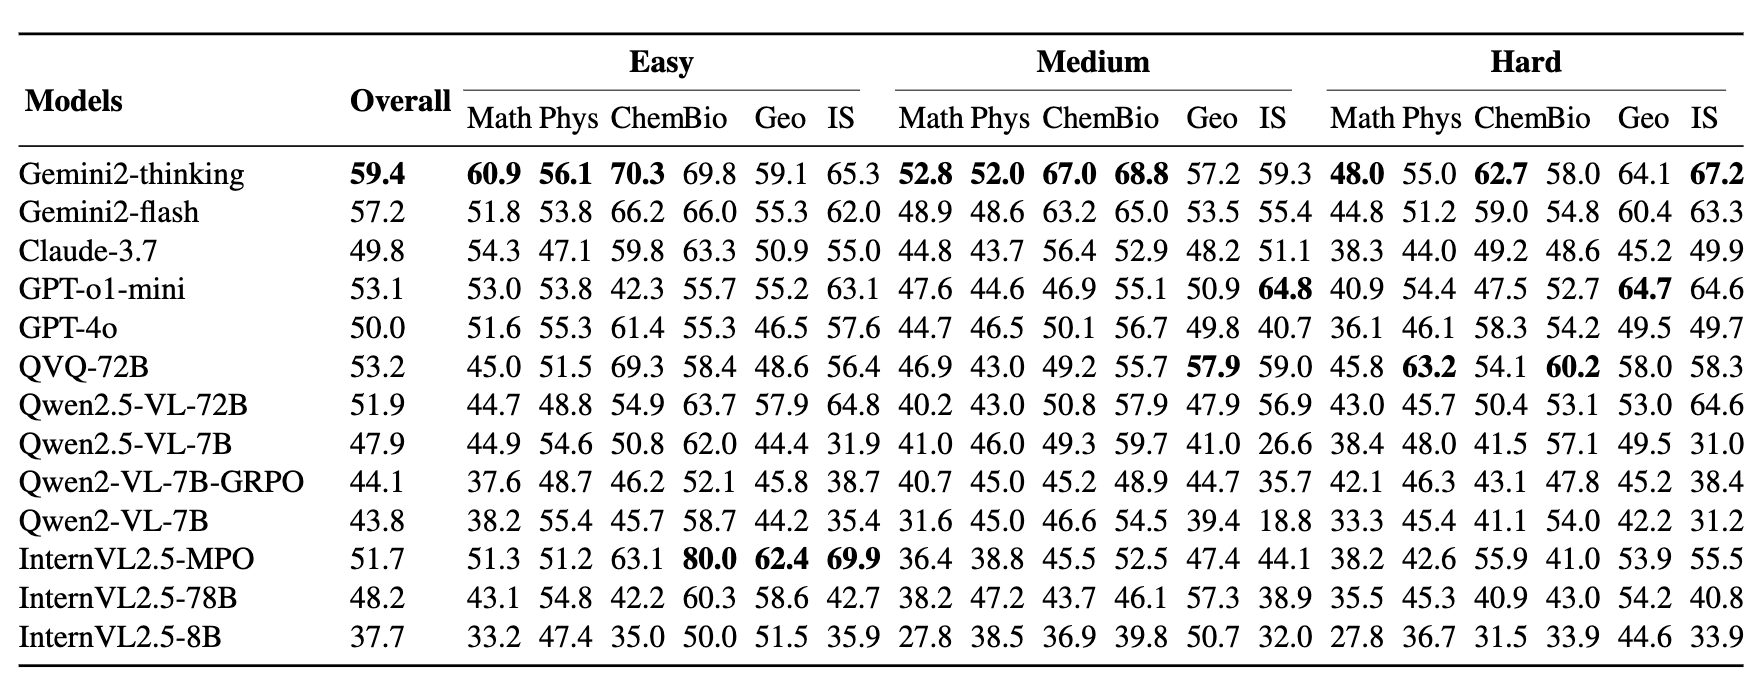 Easy Medium Hard
Models Overall
Math Phys Chem Bio Geo IS Math Phys Chem Bio Geo IS Math Phys Chem Bio Geo IS
Gemini2-thinking 59.4 60.9 56.1 70.3 69.8 59.1 65.3 52.8 52.0 67.0 68.8 57.2 59.3 48.0 55.0 62.7 58.0 64.1 67.2
Gemini2-flash 57.2 51.8 53.8 66.2 66.0 55.3 62.0 48.9 48.6 63.2 65.0 53.5 55.4 44.8 51.2 59.0 54.8 60.4 63.3
Claude-3.7 49.8 54.3 47.1 59.8 63.3 50.9 55.0 44.8 43.7 56.4 52.9 48.2 51.1 38.3 44.0 49.2 48.6 45.2 49.9
GPT-o1-mini 53.1 53.0 53.8 42.3 55.7 55.2 63.1 47.6 44.6 46.9 55.1 50.9 64.8 40.9 54.4 47.5 52.7 64.7 64.6
GPT-4o 50.0 51.6 55.3 61.4 55.3 46.5 57.6 44.7 46.5 50.1 56.7 49.8 40.7 36.1 46.1 58.3 54.2 49.5 49.7
QVQ-72B 53.2 45.0 51.5 69.3 58.4 48.6 56.4 46.9 43.0 49.2 55.7 57.9 59.0 45.8 63.2 54.1 60.2 58.0 58.3
Qwen2.5-VL-72B 51.9 44.7 48.8 54.9 63.7 57.9 64.8 40.2 43.0 50.8 57.9 47.9 56.9 43.0 45.7 50.4 53.1 53.0 64.6
Qwen2.5-VL-7B 47.9 44.9 54.6 50.8 62.0 44.4 31.9 41.0 46.0 49.3 59.7 41.0 26.6 38.4 48.0 41.5 57.1 49.5 31.0
Qwen2-VL-7B-GRPO 44.1 37.6 48.7 46.2 52.1 45.8 38.7 40.7 45.0 45.2 48.9 44.7 35.7 42.1 46.3 43.1 47.8 45.2 38.4
Qwen2-VL-7B 43.8 38.2 55.4 45.7 58.7 44.2 35.4 31.6 45.0 46.6 54.5 39.4 18.8 33.3 45.4 41.1 54.0 42.2 31.2
InternVL2.5-MPO 51.7 51.3 51.2 63.1 80.0 62.4 69.9 36.4 38.8 45.5 52.5 47.4 44.1 38.2 42.6 55.9 41.0 53.9 55.5
InternVL2.5-78B 48.2 43.1 54.8 42.2 60.3 58.6 42.7 38.2 47.2 43.7 46.1 57.3 38.9 35.5 45.3 40.9 43.0 54.2 40.8
InternVL2.5-8B 37.7 33.2 47.4 35.0 50.0 51.5 35.9 27.8 38.5 36.9 39.8 50.7 32.0 27.8 36.7 31.5 33.9 44.6 33.9